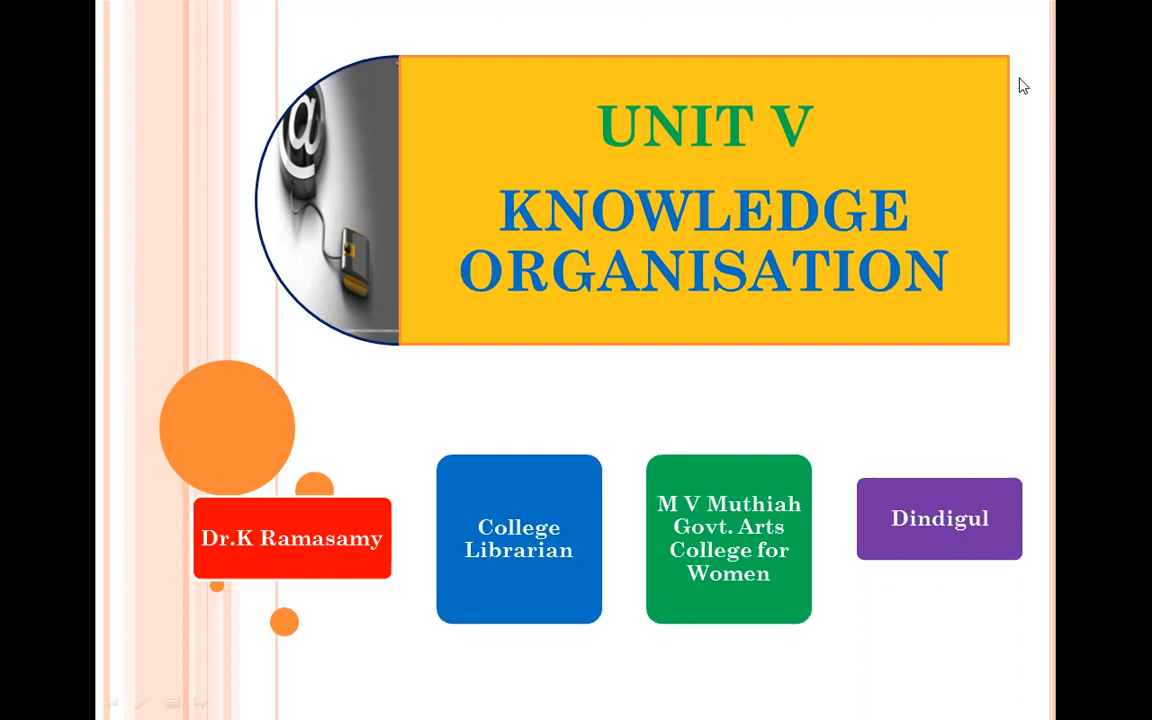 @
UNIT V
KNOWLEDGE
ORGANISATION
Dr.K Ramasamy
College
Librarian
M V Muthiah
Govt. Arts
College for
Women
Dindigul